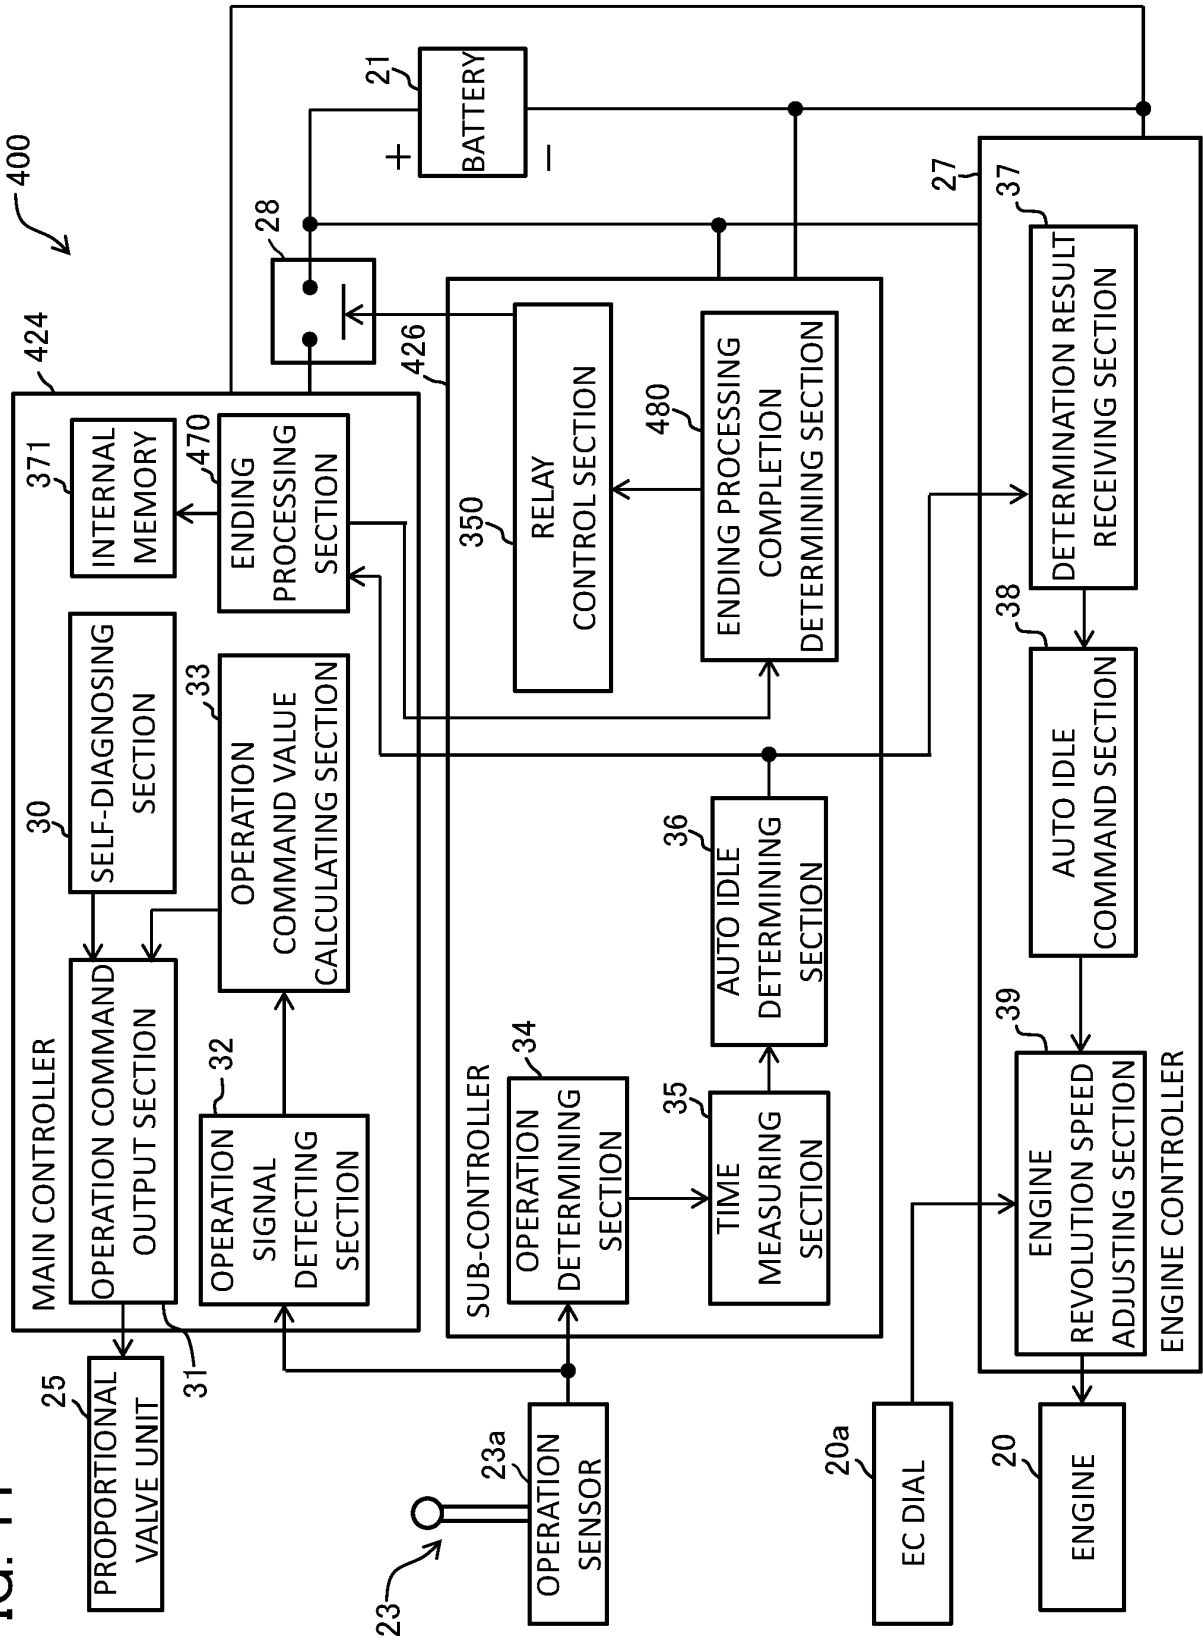 400
25
PROPORTIONAL
VALVE UNIT
31
MAIN CONTROLLER
OPERATION COMMAND
OUTPUT SECTION
30
SELF-DIAGNOSING
SECTION
371
INTERNAL
MEMORY
424
32
OPERATION
SIGNAL
DETECTING
SECTION
33
OPERATION
COMMAND VALUE
CALCULATING SECTION
470
ENDING
PROCESSING
SECTION
28
21
+
BATTERY
−
23
23a
OPERATION
SENSOR
SUB-CONTROLLER
426
34
OPERATION
DETERMINING
SECTION
350
RELAY
CONTROL SECTION
35
TIME
MEASURING
SECTION
36
AUTO IDLE
DETERMINING
SECTION
480
ENDING PROCESSING
COMPLETION
DETERMINING SECTION
20a
EC DIAL
27
20
ENGINE
39
ENGINE
REVOLUTION SPEED
ADJUSTING SECTION
38
AUTO IDLE
COMMAND SECTION
37
DETERMINATION RESULT
RECEIVING SECTION
ENGINE CONTROLLER